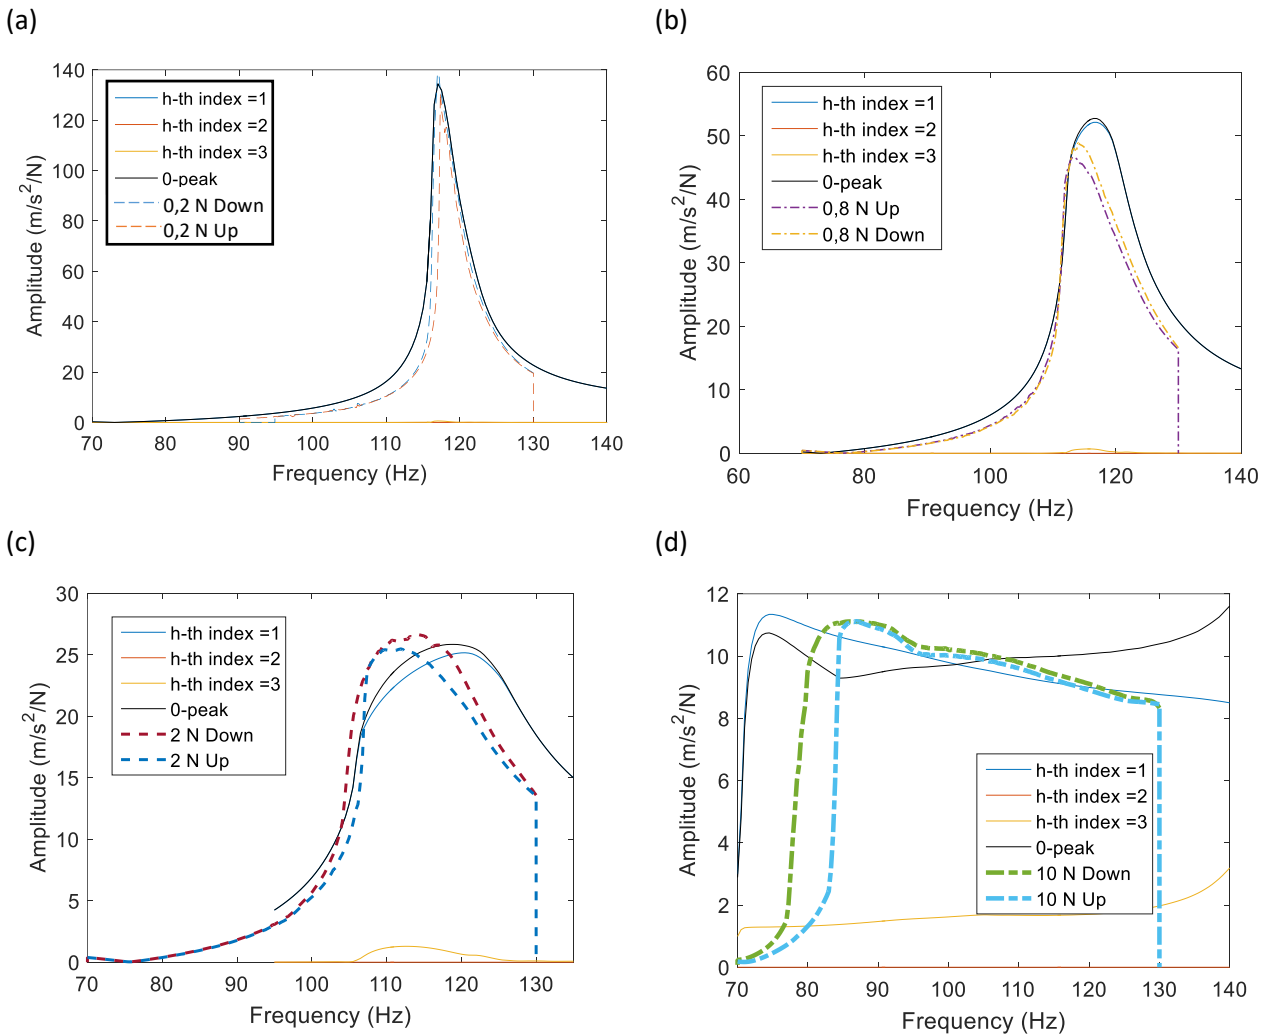 (a)
140
120
100
80
60
40
20
0
70
80
90
100
110
120
130
140
Frequency (Hz)
Amplitude (m/s²/N)
h-th index =1
h-th index =2
h-th index =3
0-peak
0,2 N Down
0,2 N Up
(b)
60
50
40
30
20
10
0
60
80
100
120
140
Frequency (Hz)
Amplitude (m/s²/N)
h-th index =1
h-th index =2
h-th index =3
0-peak
0,8 N Up
0,8 N Down
(c)
30
25
20
15
10
5
0
70
80
90
100
110
120
130
Frequency (Hz)
Amplitude (m/s²/N)
h-th index =1
h-th index =2
h-th index =3
0-peak
2 N Down
2 N Up
(d)
12
10
8
6
4
2
0
70
80
90
100
110
120
130
140
Frequency (Hz)
Amplitude (m/s²/N)
h-th index =1
h-th index =2
h-th index =3
0-peak
10 N Down
10 N Up